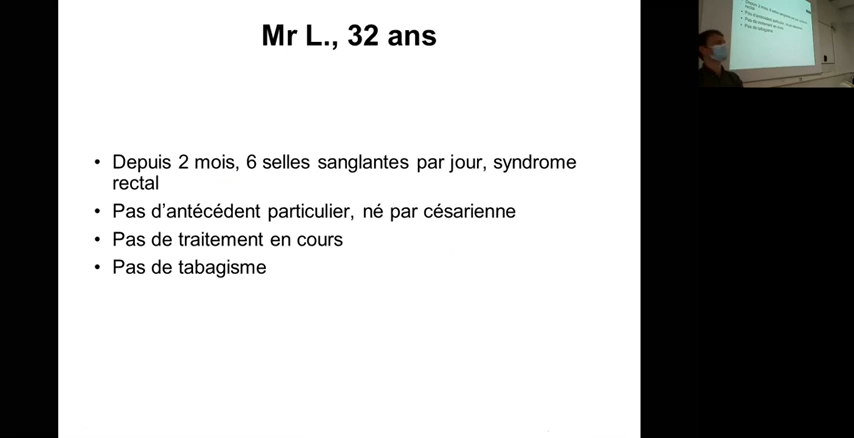 Mr L., 32 ans
• Depuis 2 mois, 6 selles sanglantes par jour, syndrome
rectal
• Pas d'antécédent particulier, né par césarienne
• Pas de traitement en cours
• Pas de tabagisme